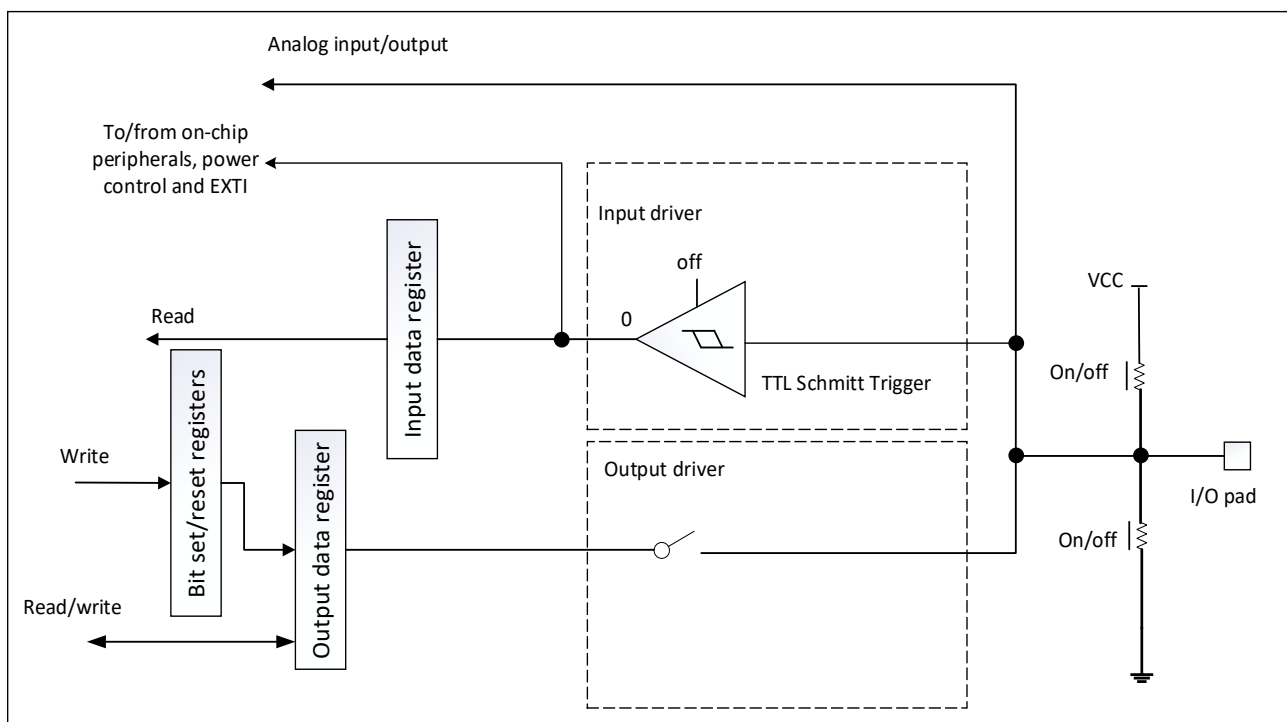 Analog input/output
To/from on-chip
peripherals, power
control and EXTI
Input driver
off
VCC
Input data register
Read
0
TTL Schmitt Trigger
On/off
Bit set/reset registers
Write
Output data register
Output driver
I/O pad
On/off
Read/write